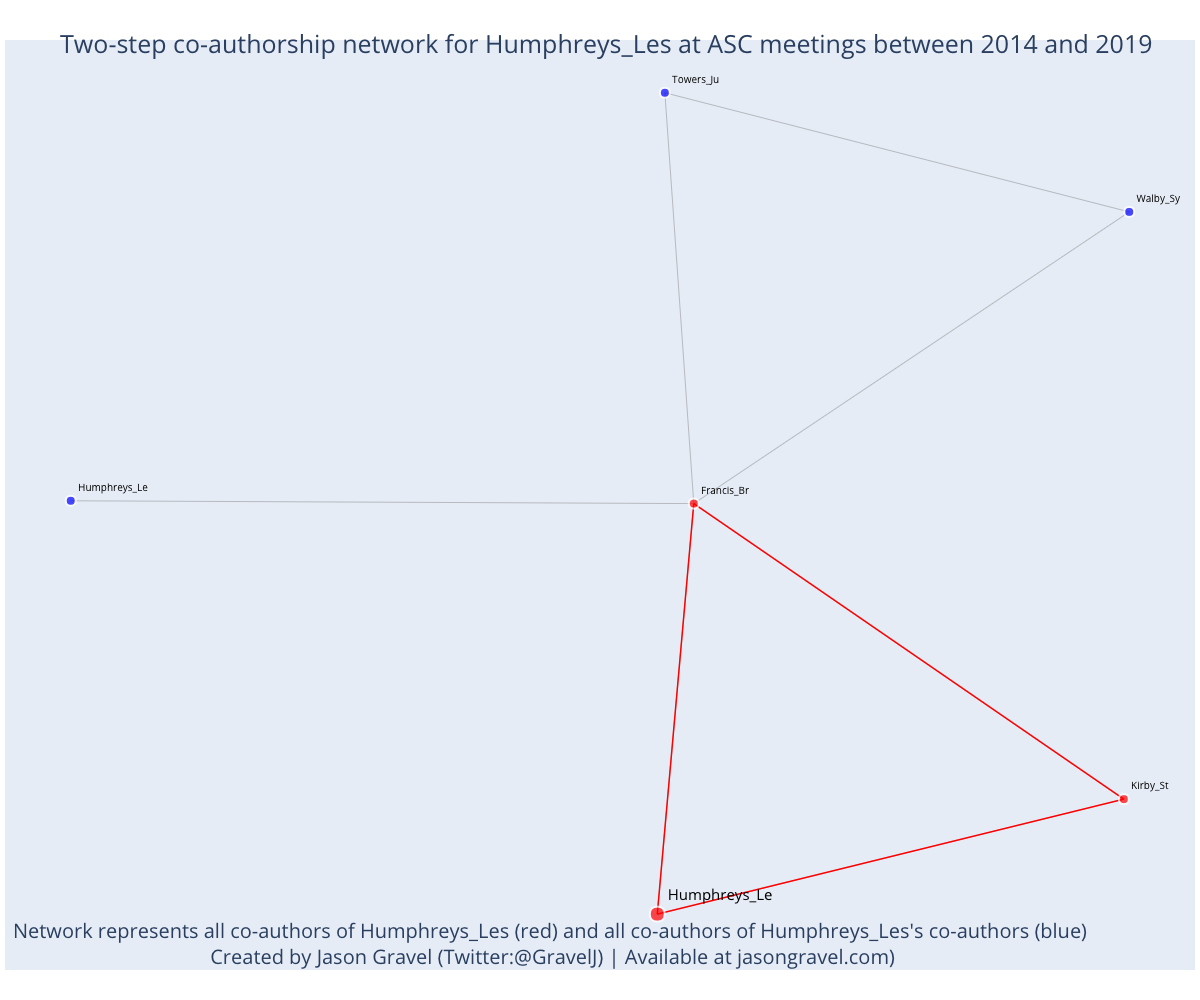 Two-step co-authorship network for Humphreys_Les at ASC meetings between 2014 and 2019
Towers_Ju
Walby_Sy
Humphreys_Le
Francis_Br
Kirby_St
Humphreys_Le
Network represents all co-authors of Humphreys_Les (red) and all co-authors of Humphreys_Les's co-authors (blue)
Created by Jason Gravel (Twitter:@GravelJ) | Available at jasongravel.com)